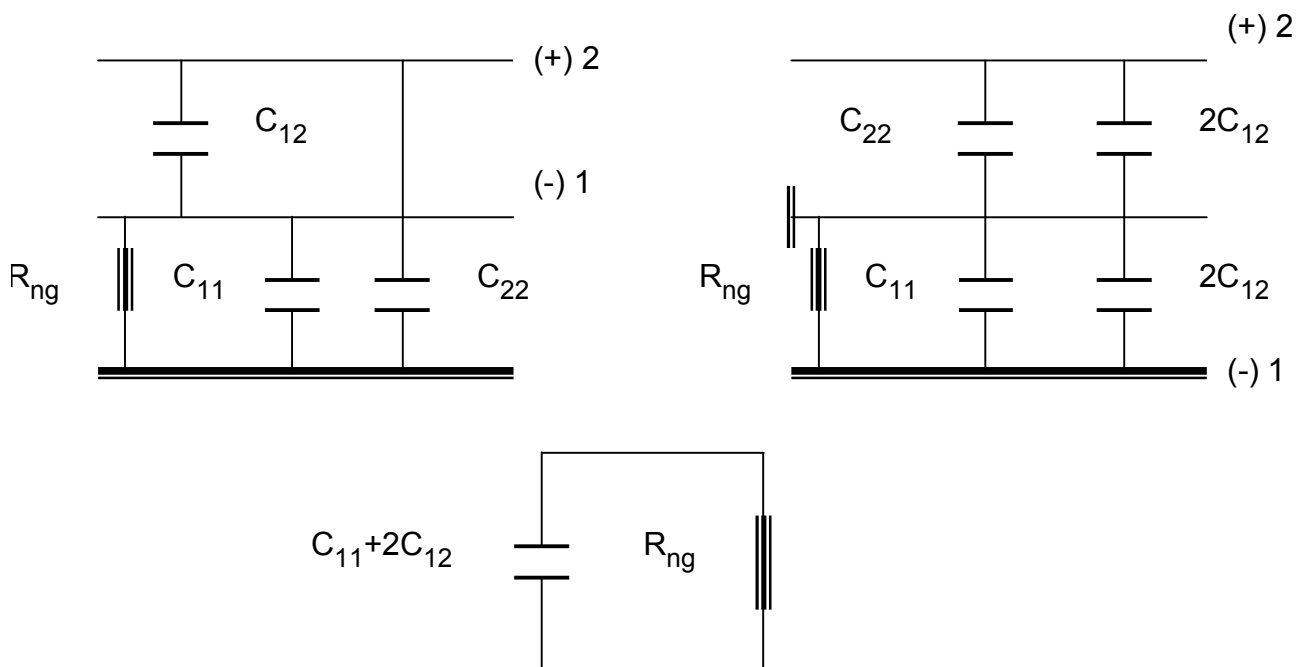 (+) 2
C12
(-) 1
Rng
C11
C22
(+) 2
C22
2C12
Rng
C11
2C12
(-) 1
C11+2C12
Rng